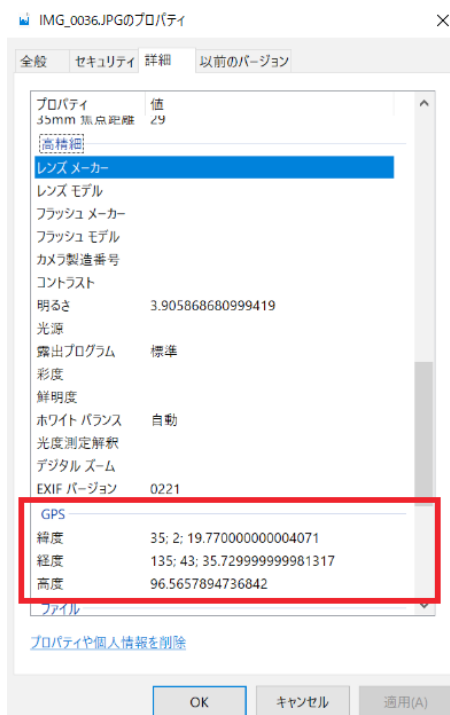 IMG_0036.JPGのプロパティ
全般 セキュリティ 詳細 以前のバージョン
プロパティ 値
35mm 焦点距離 29
高精細
レンズ メーカー
レンズ モデル
フラッシュ メーカー
フラッシュ モデル
カメラ製造番号
コントラスト
明るさ 3.905868680999419
光源
露出プログラム 標準
彩度
鮮明度
ホワイト バランス 自動
光度測定解釈
デジタル ズーム
EXIF バージョン 0221
GPS
緯度 35; 2; 19.770000000004071
経度 135; 43; 35.729999999981317
高度 96.5657894736842
ファイル
プロパティや個人情報を削除
OK キャンセル 適用(A)